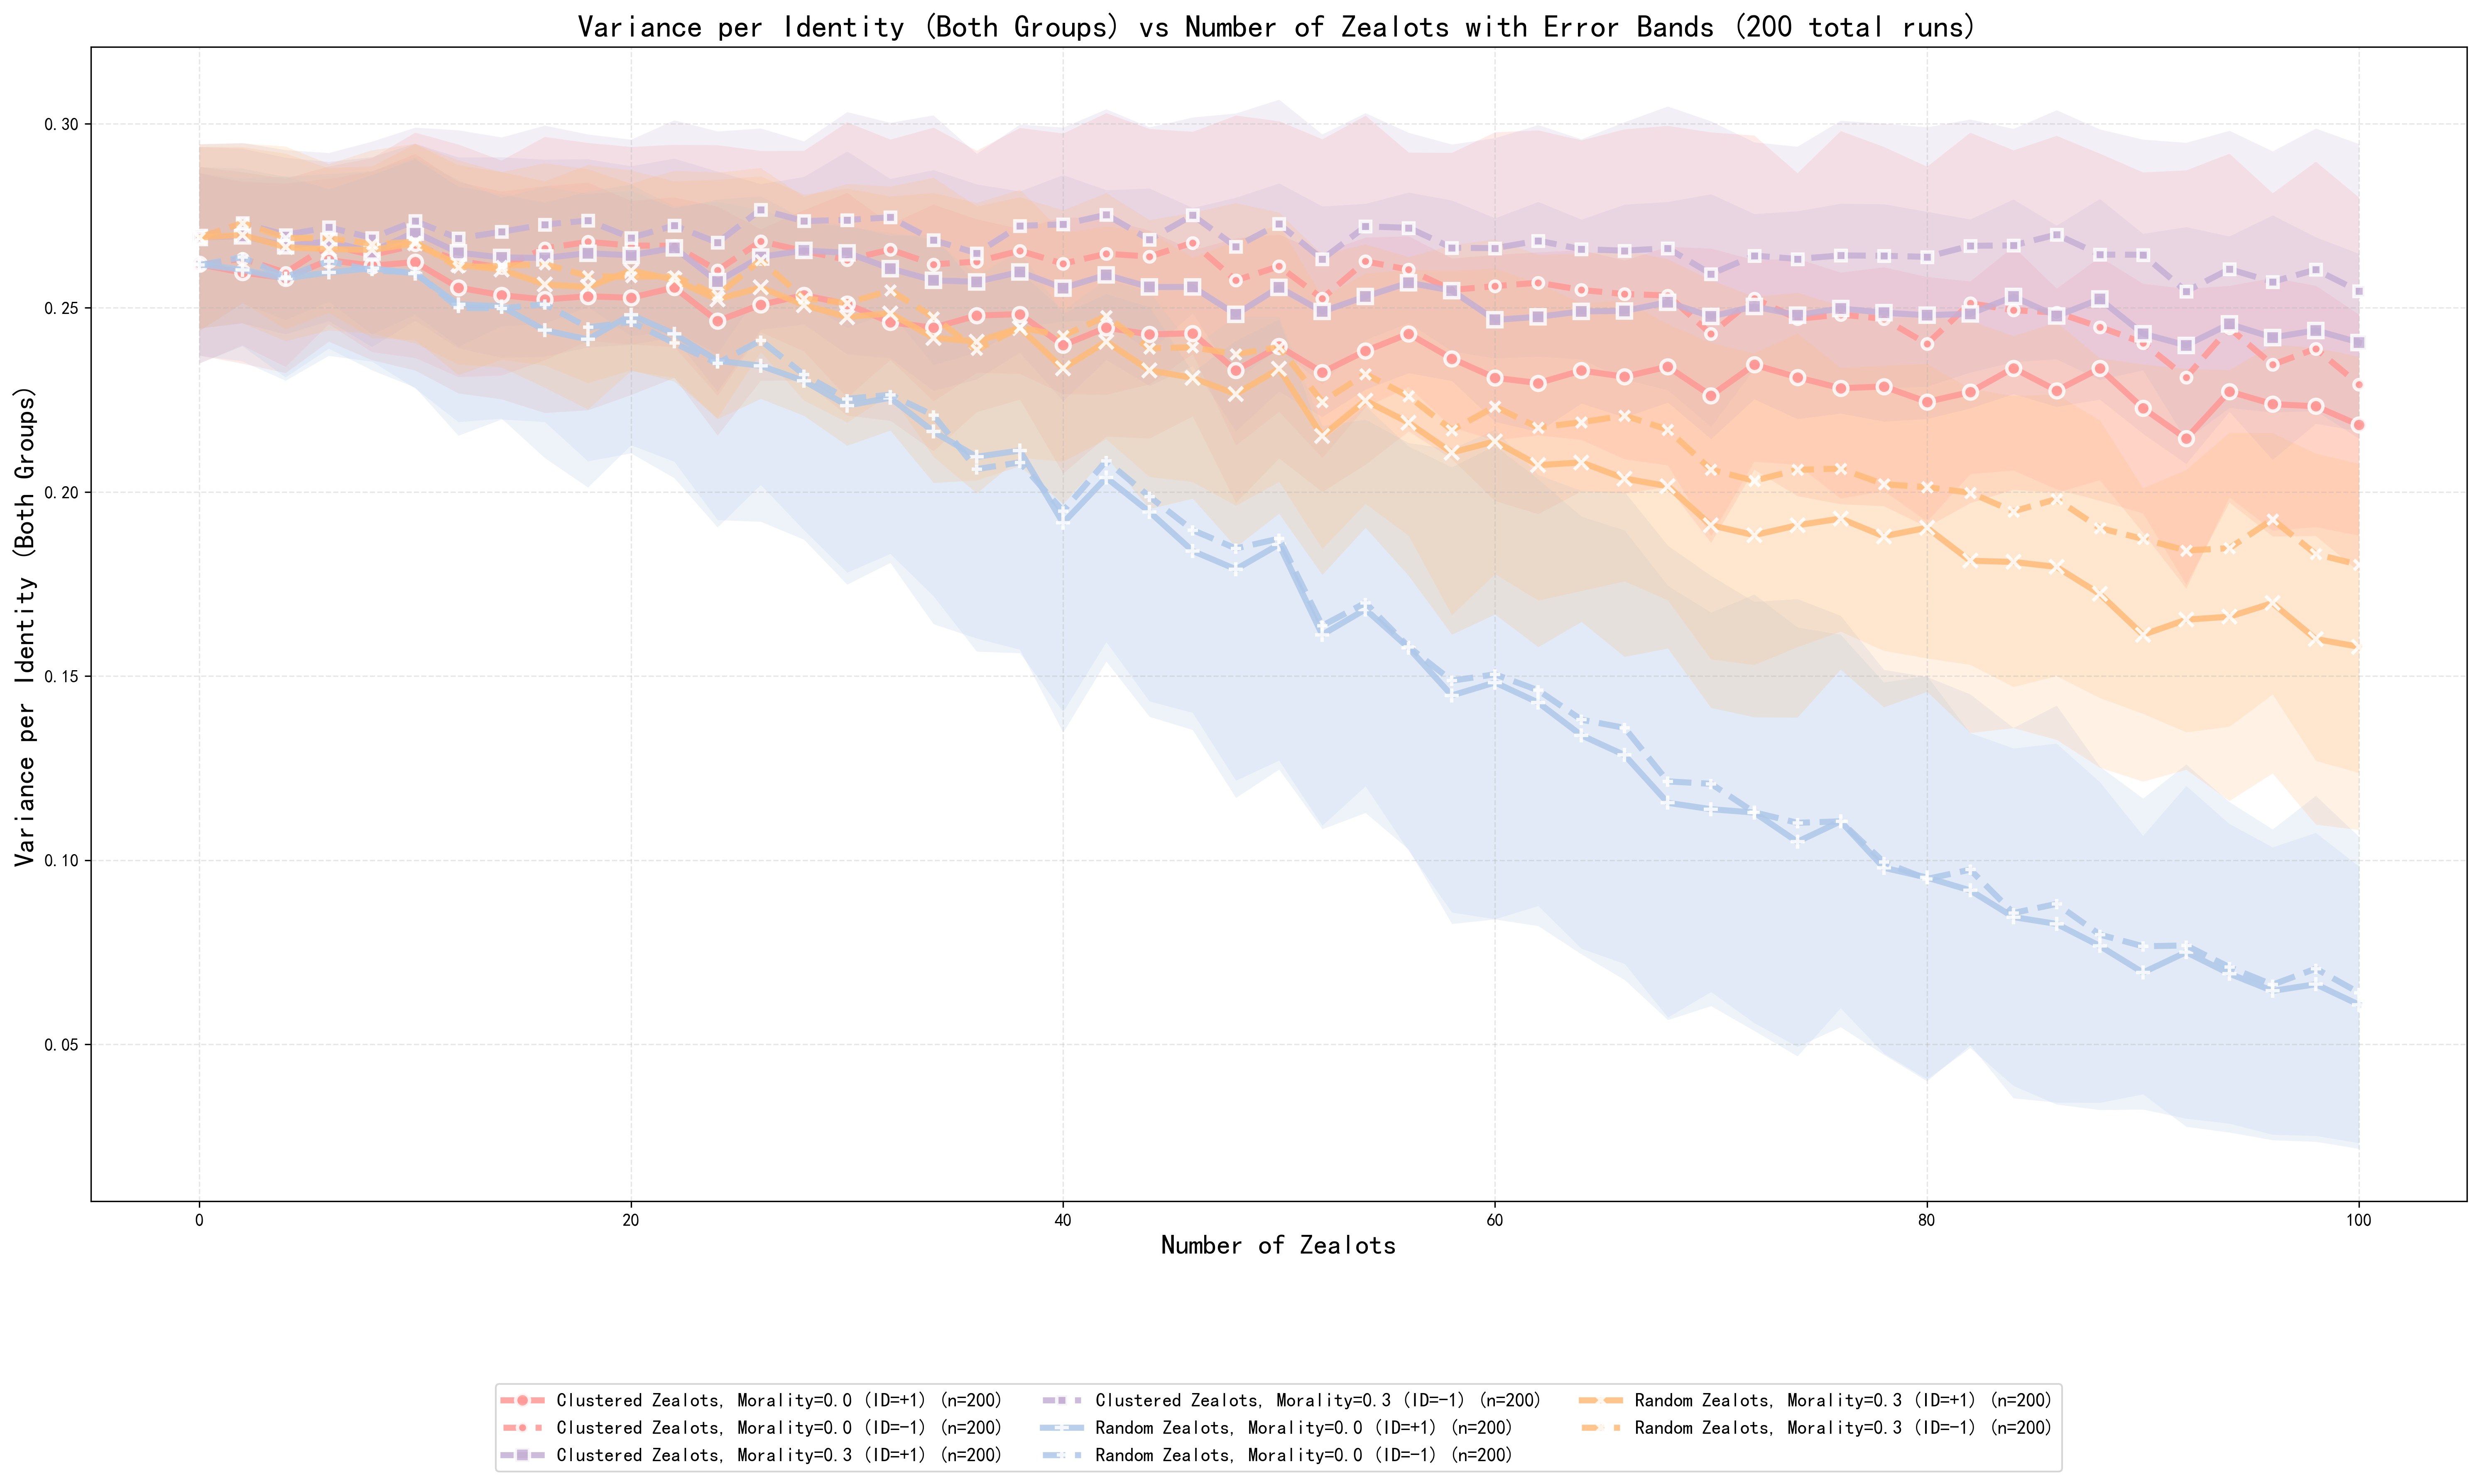 Variance per Identity (Both Groups) vs Number of Zealots with Error Bands (200 total runs)
Variance per Identity (Both Groups)
0.30
0.25
0.20
0.15
0.10
0.05
0
20
40
60
80
100
Number of Zealots
Clustered Zealots, Morality=0.0 (ID=+1) (n=200)
Clustered Zealots, Morality=0.0 (ID=-1) (n=200)
Clustered Zealots, Morality=0.3 (ID=+1) (n=200)
Clustered Zealots, Morality=0.3 (ID=-1) (n=200)
Random Zealots, Morality=0.0 (ID=+1) (n=200)
Random Zealots, Morality=0.0 (ID=-1) (n=200)
Random Zealots, Morality=0.3 (ID=+1) (n=200)
Random Zealots, Morality=0.3 (ID=-1) (n=200)